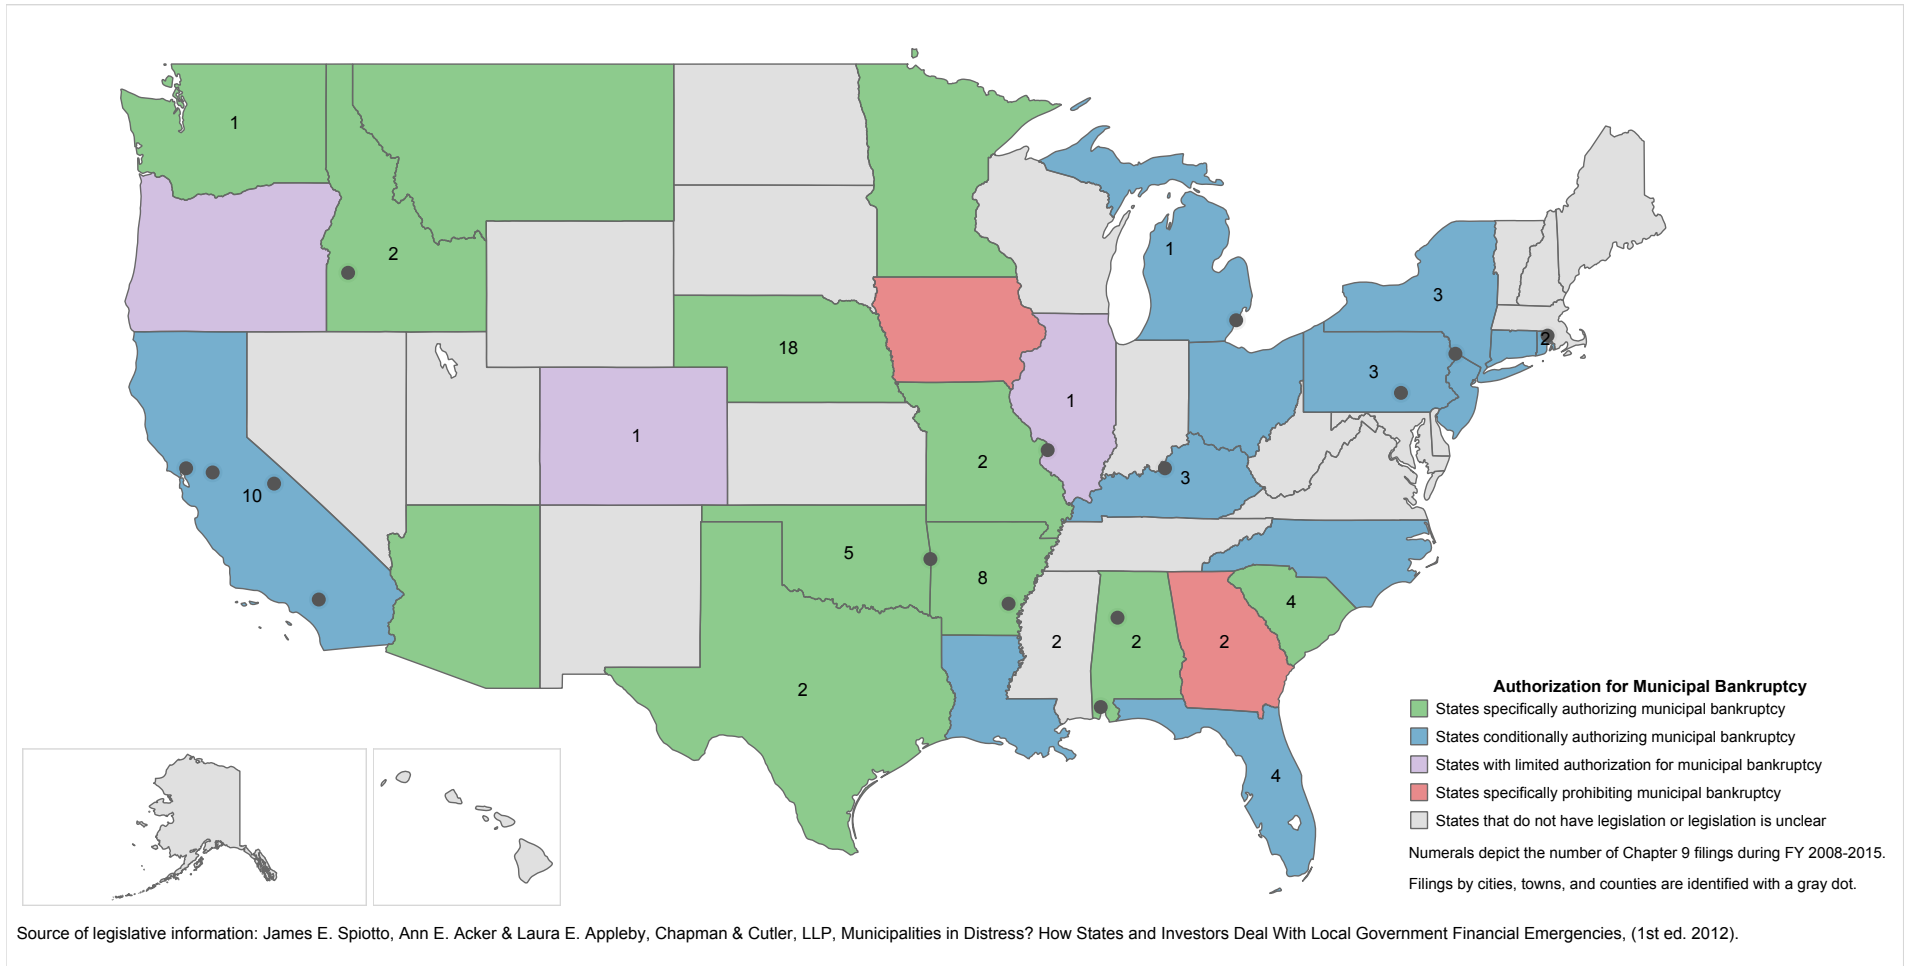 1
2
1
3
18
3
2
1
1
2
3
10
5
8
4
2
2
2
2
4
Authorization for Municipal Bankruptcy
States specifically authorizing municipal bankruptcy
States conditionally authorizing municipal bankruptcy
States with limited authorization for municipal bankruptcy
States specifically prohibiting municipal bankruptcy
States that do not have legislation or legislation is unclear
Numerals depict the number of Chapter 9 filings during FY 2008-2015.
Filings by cities, towns, and counties are identified with a gray dot.
Source of legislative information: James E. Spiotto, Ann E. Acker & Laura E. Appleby, Chapman & Cutler, LLP, Municipalities in Distress? How States and Investors Deal With Local Government Financial Emergencies, (1st ed. 2012).